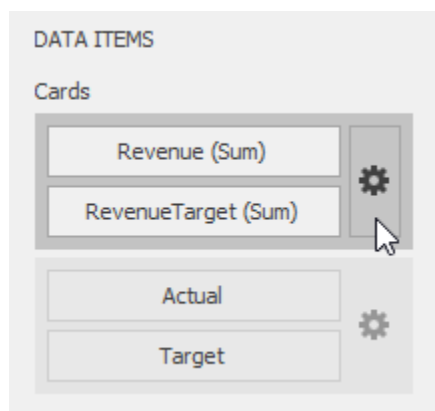 DATA ITEMS
Cards
Revenue (Sum)
RevenueTarget (Sum)
Actual
Target